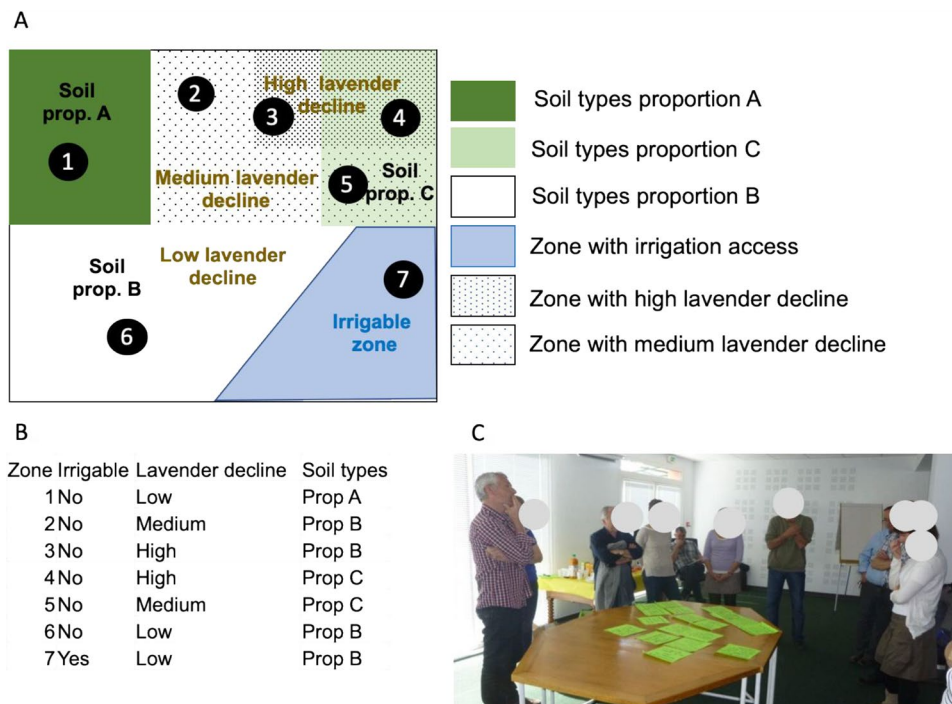 A
Soil
prop. A
1
2
High lavender
decline
3
4
Medium lavender
decline
5
Soil
prop. C
Low lavender
decline
Soil
prop. B
6
7
Irrigable
zone
Soil types proportion A
Soil types proportion C
Soil types proportion B
Zone with irrigation access
Zone with high lavender decline
Zone with medium lavender decline
B
Zone Irrigable Lavender decline Soil types
1 No Low Prop A
2 No Medium Prop B
3 No High Prop B
4 No High Prop C
5 No Medium Prop C
6 No Low Prop B
7 Yes Low Prop B
C